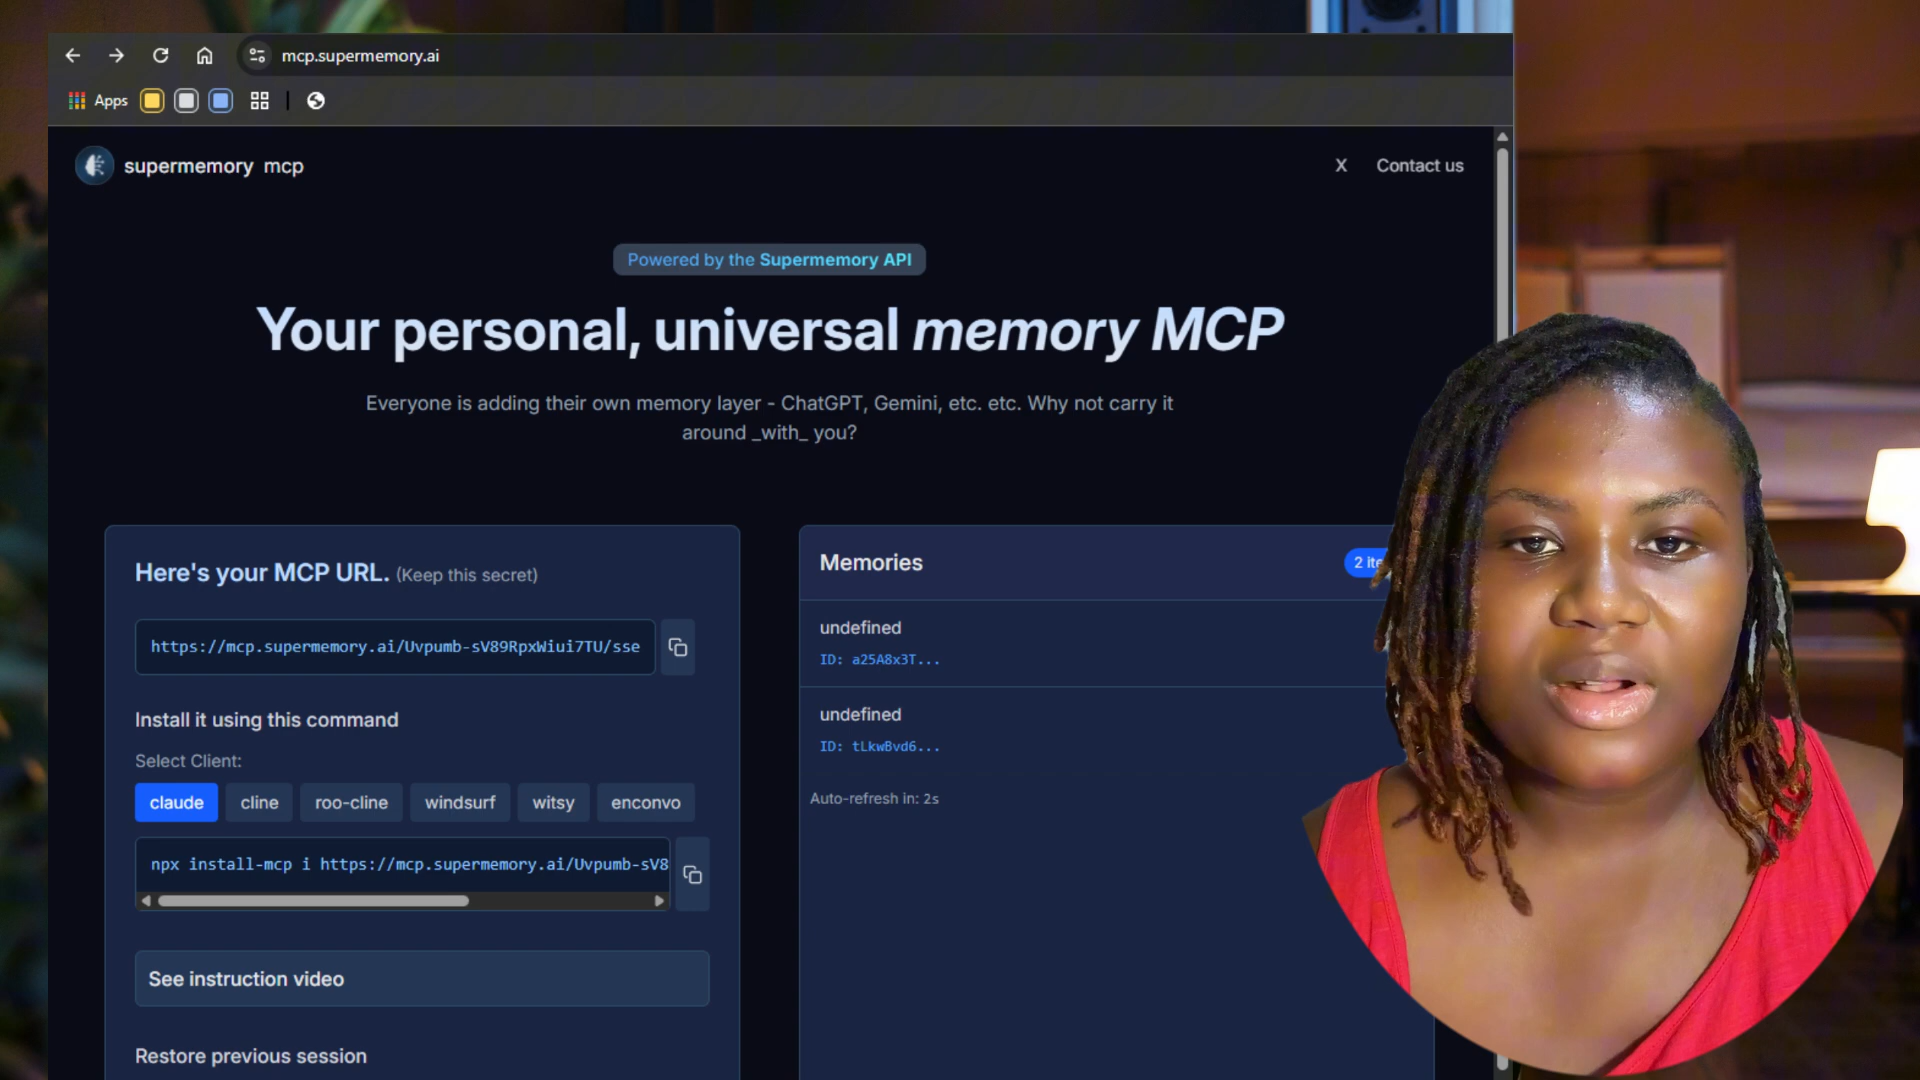 mcp.supermemory.ai
Apps
supermemory mcp
X Contact us
Powered by the Supermemory API
Your personal, universal memory MCP
Everyone is adding their own memory layer - ChatGPT, Gemini, etc. etc. Why not carry it
around _with_ you?
Here's your MCP URL. (Keep this secret)
https://mcp.supermemory.ai/Uvpumb-sV89RpxWiui7TU/sse
Install it using this command
Select Client:
claude cline roo-cline windsurf witsy enconvo
npx install-mcp i https://mcp.supermemory.ai/Uvpumb-sV8
See instruction video
Restore previous session
Memories
2 ite
undefined
ID: a25A8x3T...
undefined
ID: tLkwBvd6...
Auto-refresh in: 2s